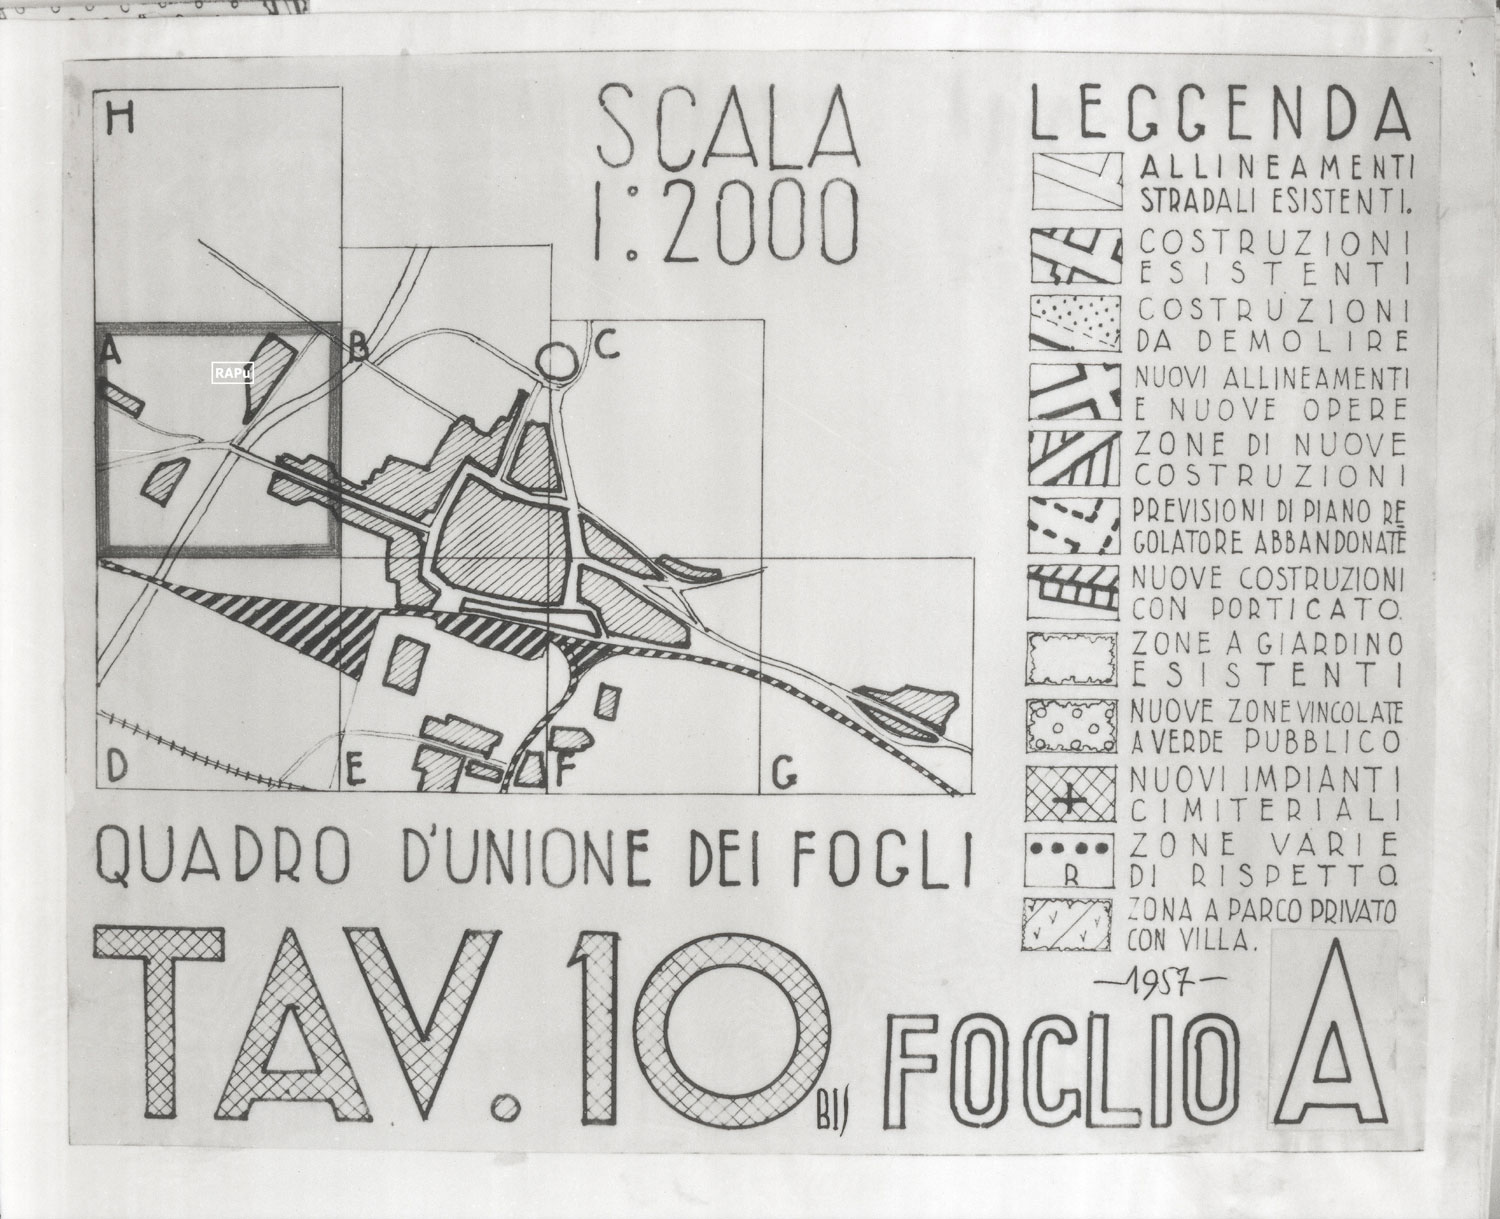 H
SCALA
1:2000
A
B
C
RAPu
D
E
F
G
QUADRO D'UNIONE DEI FOGLI
LEGGENDA
ALLINEAMENTI
STRADALI ESISTENTI.
COSTRUZIONI
ESISTENTI
COSTRUZIONI
DA DEMOLIRE
NUOVI ALLINEAMENTI
E NUOVE OPERE
ZONE DI NUOVE
COSTRUZIONI
PREVISIONI DI PIANO RE
GOLATORE ABBANDONATE
NUOVE COSTRUZIONI
CON PORTICATO.
ZONE A GIARDINO
ESISTENTI
NUOVE ZONE VINCOLATE
A VERDE PUBBLICO
NUOVI IMPIANTI
CIMITERIALI
ZONE VARIE
R
DI RISPETTO
ZONA A PARCO PRIVATO
CON VILLA.
—1957—
TAV. 10 BIS FOGLIO A